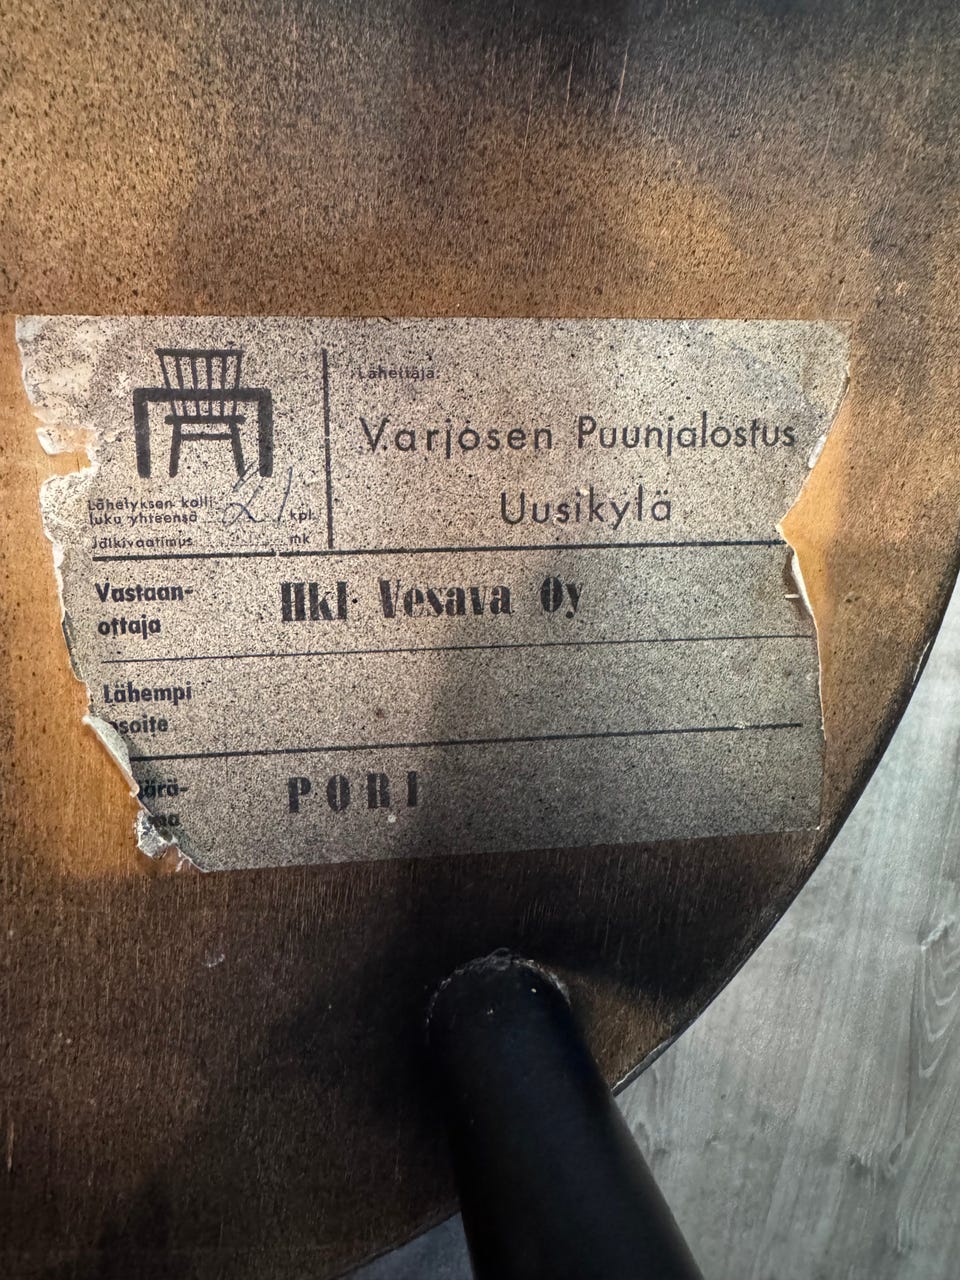 Lähettäjä:
Varjosen Puunjalostus
Uusikylä
Lähetyksen kolli-
luku yhteensä 21 kpl.
Jälkivaatimus mk
Vastaan-
ottaja
Hkl Vesava Oy
Lähempi
osoite
PORI